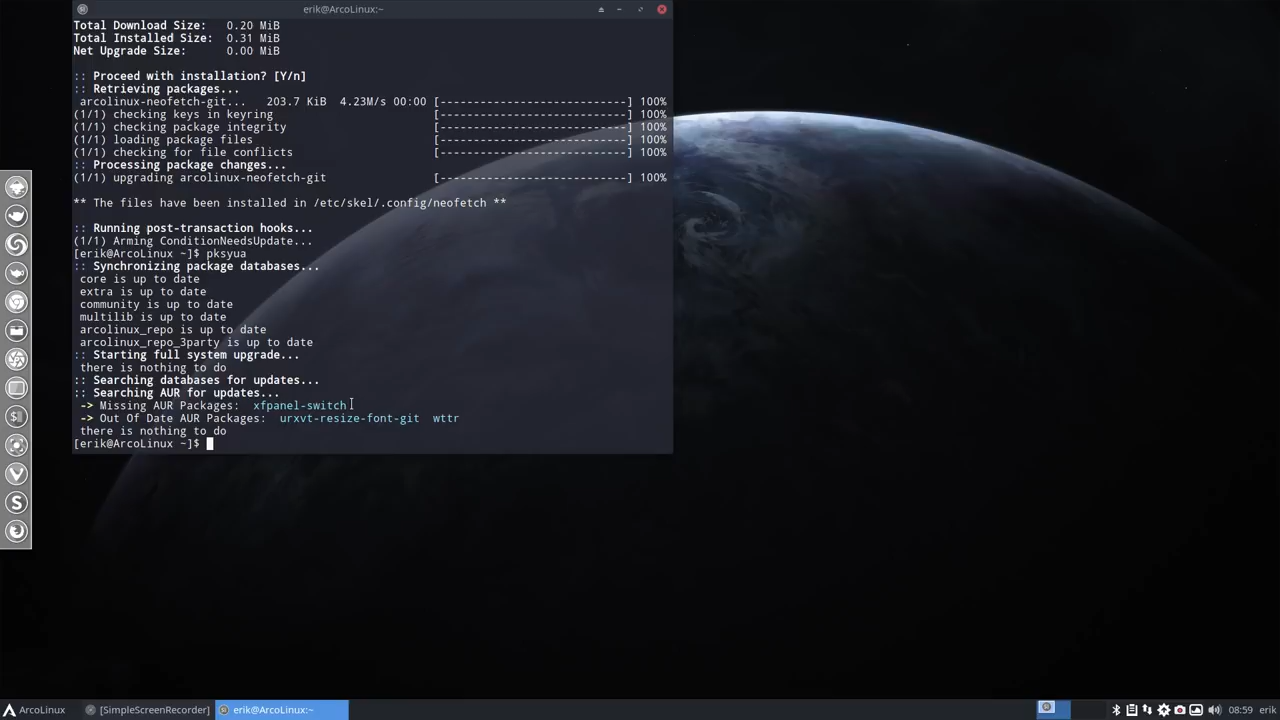 erik@ArcoLinux:~
Total Download Size:   0.20 MiB
Total Installed Size:  0.31 MiB
Net Upgrade Size:      0.00 MiB
:: Proceed with installation? [Y/n]
:: Retrieving packages...
arcolinux-neofetch-git...   203.7 KiB  4.23M/s 00:00 [-----------------------------] 100%
(1/1) checking keys in keyring                         [-----------------------------] 100%
(1/1) checking package integrity                       [-----------------------------] 100%
(1/1) loading package files                            [-----------------------------] 100%
(1/1) checking for file conflicts                      [-----------------------------] 100%
:: Processing package changes...
(1/1) upgrading arcolinux-neofetch-git                 [-----------------------------] 100%
** The files have been installed in /etc/skel/.config/neofetch **
:: Running post-transaction hooks...
(1/1) Arming ConditionNeedsUpdate...
[erik@ArcoLinux ~]$ pksyua
:: Synchronizing package databases...
core is up to date
extra is up to date
community is up to date
multilib is up to date
arcolinux_repo is up to date
arcolinux_repo_3party is up to date
:: Starting full system upgrade...
there is nothing to do
:: Searching databases for updates...
:: Searching AUR for updates...
-> Missing AUR Packages:  xfpanel-switch
-> Out Of Date AUR Packages:  urxvt-resize-font-git  wttr
there is nothing to do
[erik@ArcoLinux ~]$
ArcoLinux
[SimpleScreenRecorder]
erik@ArcoLinux:~
08:59
erik